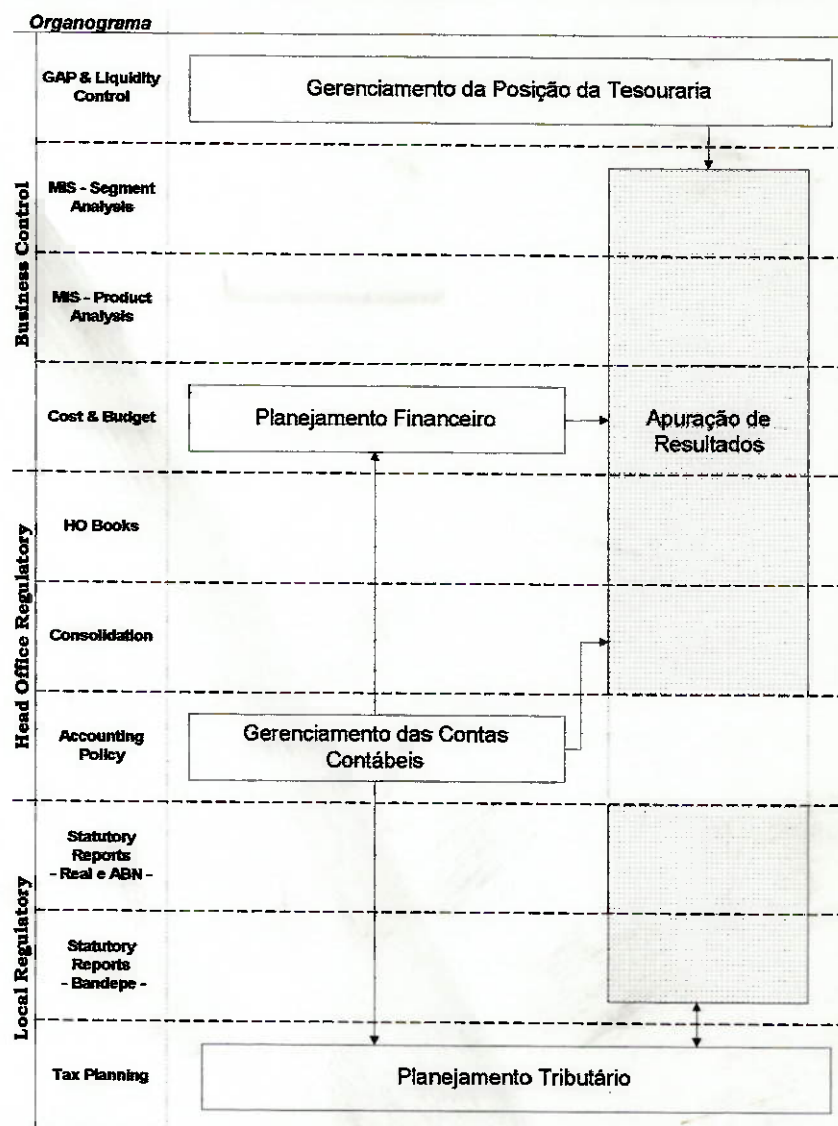 Organograma
Business Control
GAP & Liquidity
Control
Gerenciamento da Posição da Tesouraria
MIS - Segment
Analysis
MIS - Product
Analysis
Cost & Budget
Planejamento Financeiro
Apuração de
Resultados
Head Office Regulatory
HO Books
Consolidation
Accounting
Policy
Gerenciamento das Contas
Contábeis
Local Regulatory
Statutory
Reports
- Real e ABN -
Statutory
Reports
- Bandepe -
Tax Planning
Planejamento Tributário